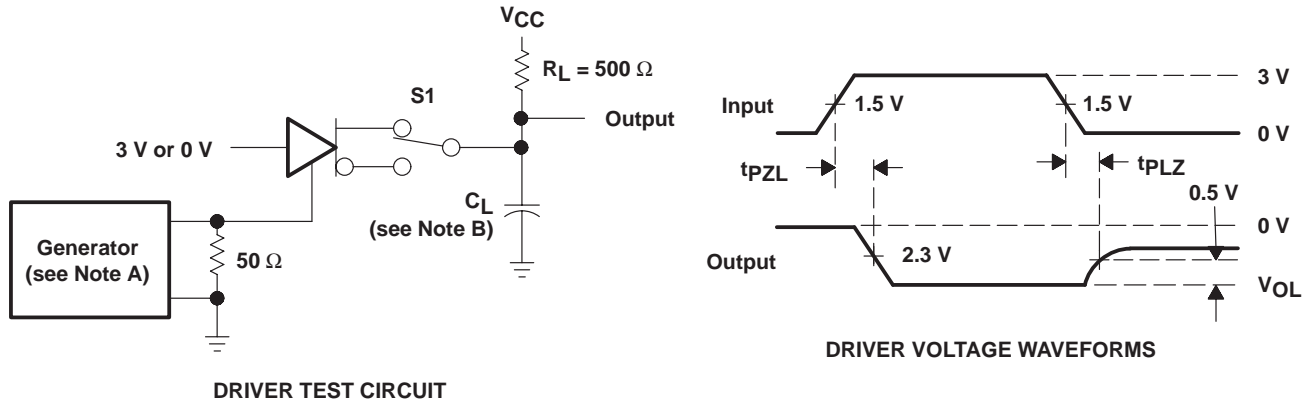 VCC
RL = 500 Ω
S1
Output
3 V or 0 V
CL
(see Note B)
Generator
(see Note A)
50 Ω
DRIVER TEST CIRCUIT
3 V
Input
1.5 V
1.5 V
0 V
tPZL
tPLZ
0.5 V
0 V
Output
2.3 V
VOL
DRIVER VOLTAGE WAVEFORMS